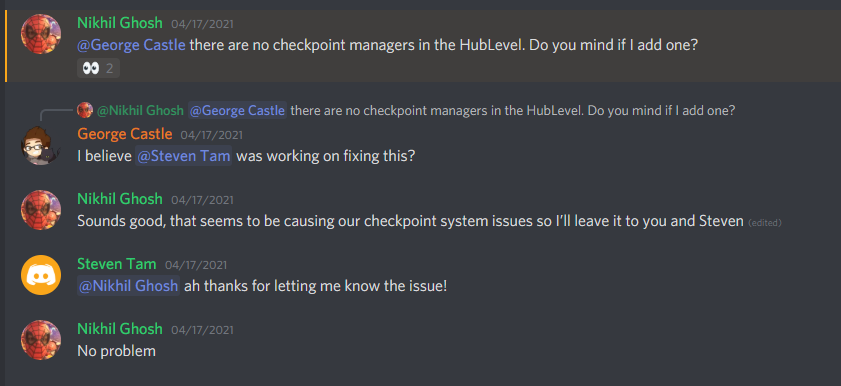 Nikhil Ghosh 04/17/2021
@George Castle there are no checkpoint managers in the HubLevel. Do you mind if I add one?
👀 2
@Nikhil Ghosh @George Castle there are no checkpoint managers in the HubLevel. Do you mind if I add one?
George Castle 04/17/2021
I believe @Steven Tam was working on fixing this?
Nikhil Ghosh 04/17/2021
Sounds good, that seems to be causing our checkpoint system issues so I'll leave it to you and Steven (edited)
Steven Tam 04/17/2021
@Nikhil Ghosh ah thanks for letting me know the issue!
Nikhil Ghosh 04/17/2021
No problem